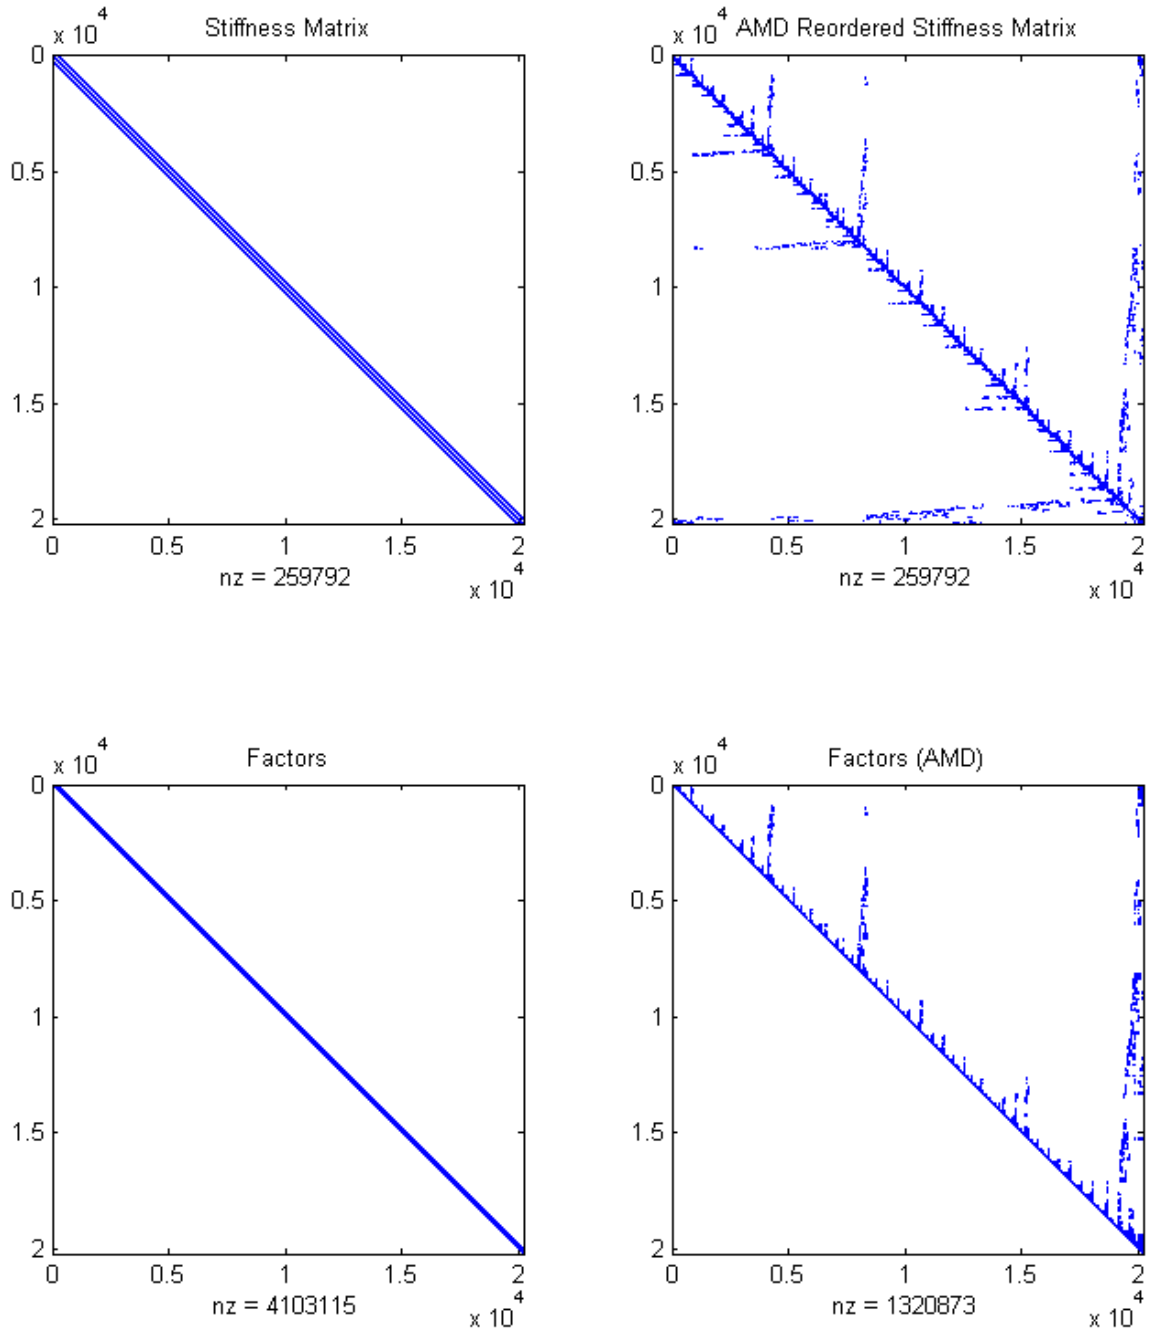 Stiffness Matrix
x 10^4
0
0.5
1
1.5
2
0 0.5 1 1.5 2
nz = 259792
x 10^4
AMD Reordered Stiffness Matrix
x 10^4
0
0.5
1
1.5
2
0 0.5 1 1.5 2
nz = 259792
x 10^4
Factors
x 10^4
0
0.5
1
1.5
2
0 0.5 1 1.5 2
nz = 4103115
x 10^4
Factors (AMD)
x 10^4
0
0.5
1
1.5
2
0 0.5 1 1.5 2
nz = 1320873
x 10^4